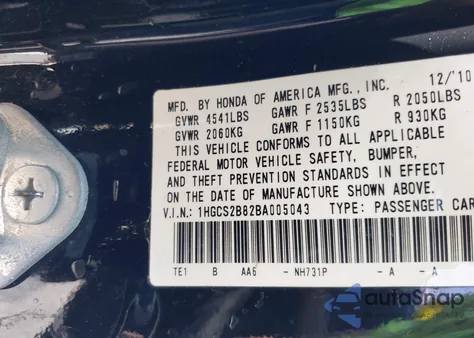 MFD. BY HONDA OF AMERICA MFG., INC. 12/'10
GVWR 4541LBS GAWR F 2535LBS R 2050LBS
GVWR 2060KG GAWR F 1150KG R 930KG
THIS VEHICLE CONFORMS TO ALL APPLICABLE
FEDERAL MOTOR VEHICLE SAFETY, BUMPER,
AND THEFT PREVENTION STANDARDS IN EFFECT
ON THE DATE OF MANUFACTURE SHOWN ABOVE.
V.I.N.: 1HGCS2B82BA005043 TYPE: PASSENGER CAR
TE1 B AA6 - NH731P - A - A
autoSnap